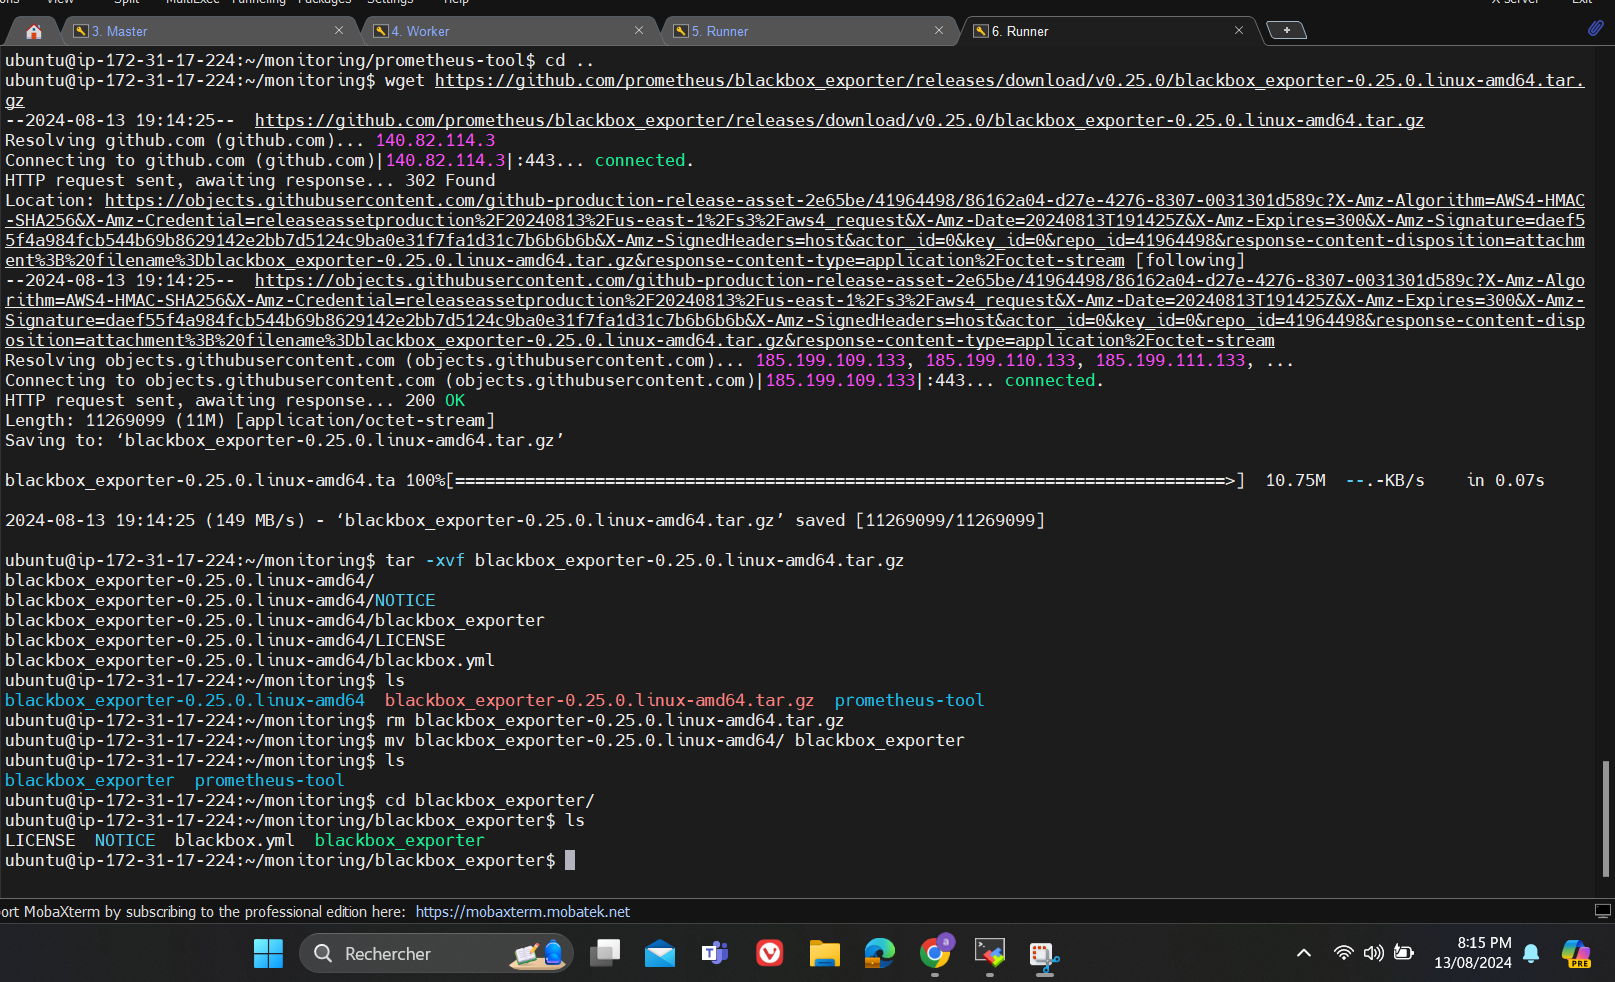 View Split MultiExec Tunneling Packages Settings Help X server Exit
3. Master 4. Worker 5. Runner 6. Runner
ubuntu@ip-172-31-17-224:~/monitoring/prometheus-tool$ cd ..
ubuntu@ip-172-31-17-224:~/monitoring$ wget https://github.com/prometheus/blackbox_exporter/releases/download/v0.25.0/blackbox_exporter-0.25.0.linux-amd64.tar.
gz
--2024-08-13 19:14:25--  https://github.com/prometheus/blackbox_exporter/releases/download/v0.25.0/blackbox_exporter-0.25.0.linux-amd64.tar.gz
Resolving github.com (github.com)... 140.82.114.3
Connecting to github.com (github.com)|140.82.114.3|:443... connected.
HTTP request sent, awaiting response... 302 Found
Location: https://objects.githubusercontent.com/github-production-release-asset-2e65be/41964498/86162a04-d27e-4276-8307-0031301d589c?X-Amz-Algorithm=AWS4-HMAC
-SHA256&X-Amz-Credential=releaseassetproduction%2F20240813%2Fus-east-1%2Fs3%2Faws4_request&X-Amz-Date=20240813T191425Z&X-Amz-Expires=300&X-Amz-Signature=daef5
5f4a984fcb544b69b8629142e2bb7d5124c9ba0e31f7fa1d31c7b6b6b6b&X-Amz-SignedHeaders=host&actor_id=0&key_id=0&repo_id=41964498&response-content-disposition=attachm
ent%3B%20filename%3Dblackbox_exporter-0.25.0.linux-amd64.tar.gz&response-content-type=application%2Foctet-stream [following]
--2024-08-13 19:14:25--  https://objects.githubusercontent.com/github-production-release-asset-2e65be/41964498/86162a04-d27e-4276-8307-0031301d589c?X-Amz-Algo
rithm=AWS4-HMAC-SHA256&X-Amz-Credential=releaseassetproduction%2F20240813%2Fus-east-1%2Fs3%2Faws4_request&X-Amz-Date=20240813T191425Z&X-Amz-Expires=300&X-Amz-
Signature=daef55f4a984fcb544b69b8629142e2bb7d5124c9ba0e31f7fa1d31c7b6b6b6b&X-Amz-SignedHeaders=host&actor_id=0&key_id=0&repo_id=41964498&response-content-disp
osition=attachment%3B%20filename%3Dblackbox_exporter-0.25.0.linux-amd64.tar.gz&response-content-type=application%2Foctet-stream
Resolving objects.githubusercontent.com (objects.githubusercontent.com)... 185.199.109.133, 185.199.110.133, 185.199.111.133, ...
Connecting to objects.githubusercontent.com (objects.githubusercontent.com)|185.199.109.133|:443... connected.
HTTP request sent, awaiting response... 200 OK
Length: 11269099 (11M) [application/octet-stream]
Saving to: ‘blackbox_exporter-0.25.0.linux-amd64.tar.gz’
blackbox_exporter-0.25.0.linux-amd64.ta 100%[=============================================================================>]  10.75M  --.-KB/s    in 0.07s
2024-08-13 19:14:25 (149 MB/s) - ‘blackbox_exporter-0.25.0.linux-amd64.tar.gz’ saved [11269099/11269099]
ubuntu@ip-172-31-17-224:~/monitoring$ tar -xvf blackbox_exporter-0.25.0.linux-amd64.tar.gz
blackbox_exporter-0.25.0.linux-amd64/
blackbox_exporter-0.25.0.linux-amd64/NOTICE
blackbox_exporter-0.25.0.linux-amd64/blackbox_exporter
blackbox_exporter-0.25.0.linux-amd64/LICENSE
blackbox_exporter-0.25.0.linux-amd64/blackbox.yml
ubuntu@ip-172-31-17-224:~/monitoring$ ls
blackbox_exporter-0.25.0.linux-amd64  blackbox_exporter-0.25.0.linux-amd64.tar.gz  prometheus-tool
ubuntu@ip-172-31-17-224:~/monitoring$ rm blackbox_exporter-0.25.0.linux-amd64.tar.gz
ubuntu@ip-172-31-17-224:~/monitoring$ mv blackbox_exporter-0.25.0.linux-amd64/ blackbox_exporter
ubuntu@ip-172-31-17-224:~/monitoring$ ls
blackbox_exporter  prometheus-tool
ubuntu@ip-172-31-17-224:~/monitoring$ cd blackbox_exporter/
ubuntu@ip-172-31-17-224:~/monitoring/blackbox_exporter$ ls
LICENSE  NOTICE  blackbox.yml  blackbox_exporter
ubuntu@ip-172-31-17-224:~/monitoring/blackbox_exporter$
ort MobaXterm by subscribing to the professional edition here: https://mobaxterm.mobatek.net
Rechercher
a
PRE
8:15 PM
13/08/2024